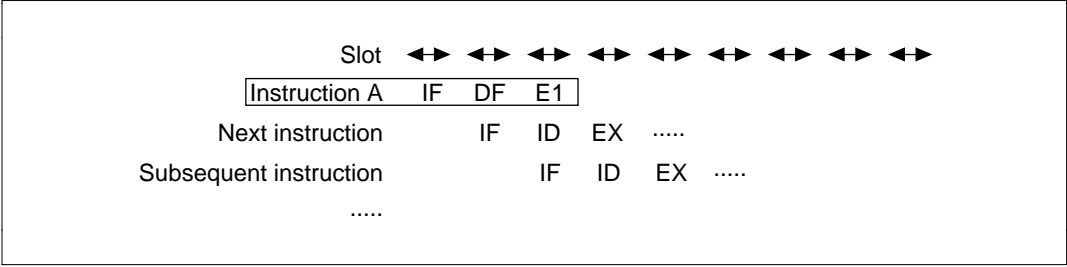 Slot
Instruction A IF DF E1
Next instruction IF ID EX .....
Subsequent instruction IF ID EX .....
.....